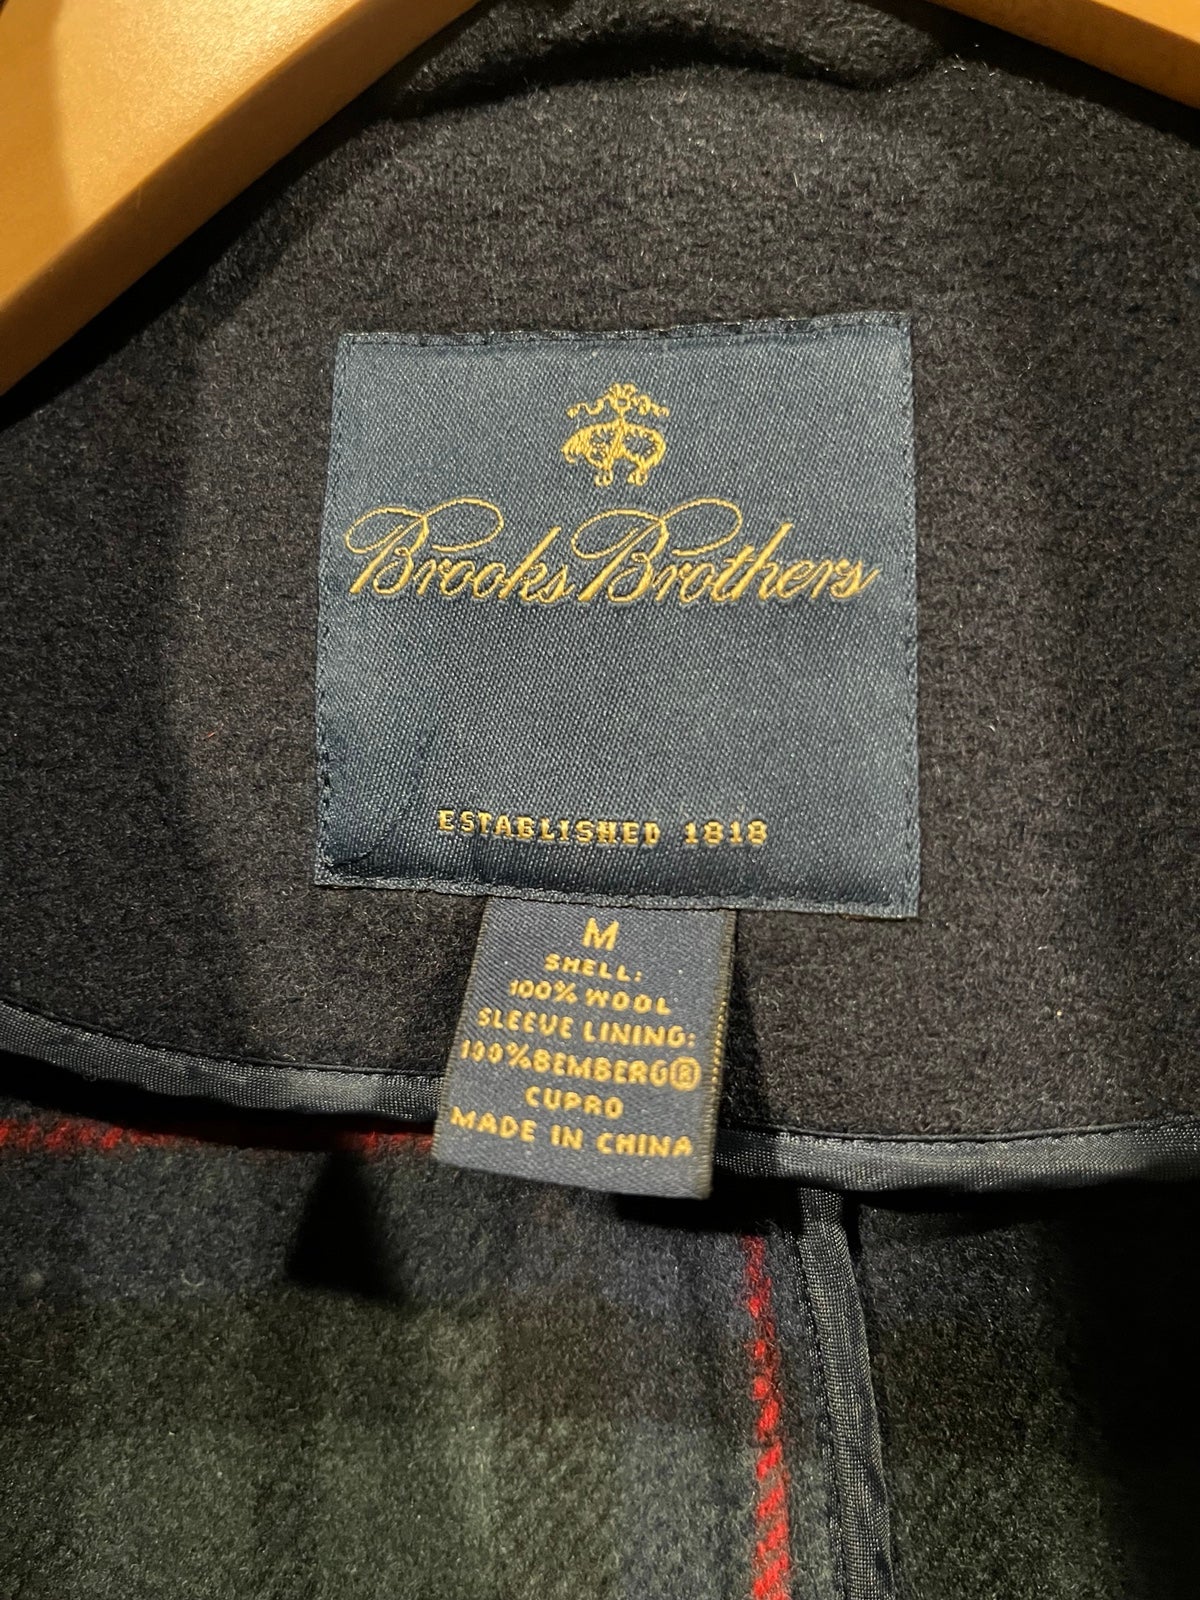 Brooks Brothers
ESTABLISHED 1818
M
SHELL:
100% WOOL
SLEEVE LINING:
100%BEMBERG®
CUPRO
MADE IN CHINA